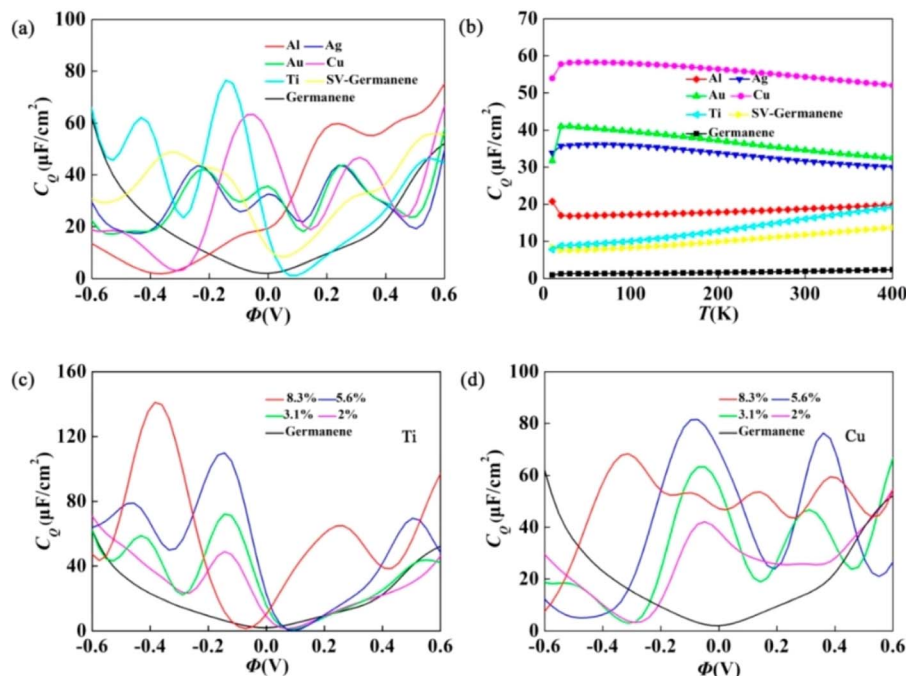 (a)
100
80
60
40
20
0
C_Q (µF/cm²)
Al Ag
Au Cu
Ti SV-Germanene
Germanene
-0.6 -0.4 -0.2 0.0 0.2 0.4 0.6
Φ(V)
(b)
70
60
50
40
30
20
10
0
C_Q (µF/cm²)
Al Ag
Au Cu
Ti SV-Germanene
Germanene
0 100 200 300 400
T(K)
(c)
160
120
80
40
0
C_Q (µF/cm²)
8.3% 5.6%
3.1% 2%
Germanene
Ti
-0.6 -0.4 -0.2 0.0 0.2 0.4 0.6
Φ(V)
(d)
100
80
60
40
20
0
C_Q (µF/cm²)
8.3% 5.6%
3.1% 2%
Germanene
Cu
-0.6 -0.4 -0.2 0.0 0.2 0.4 0.6
Φ(V)